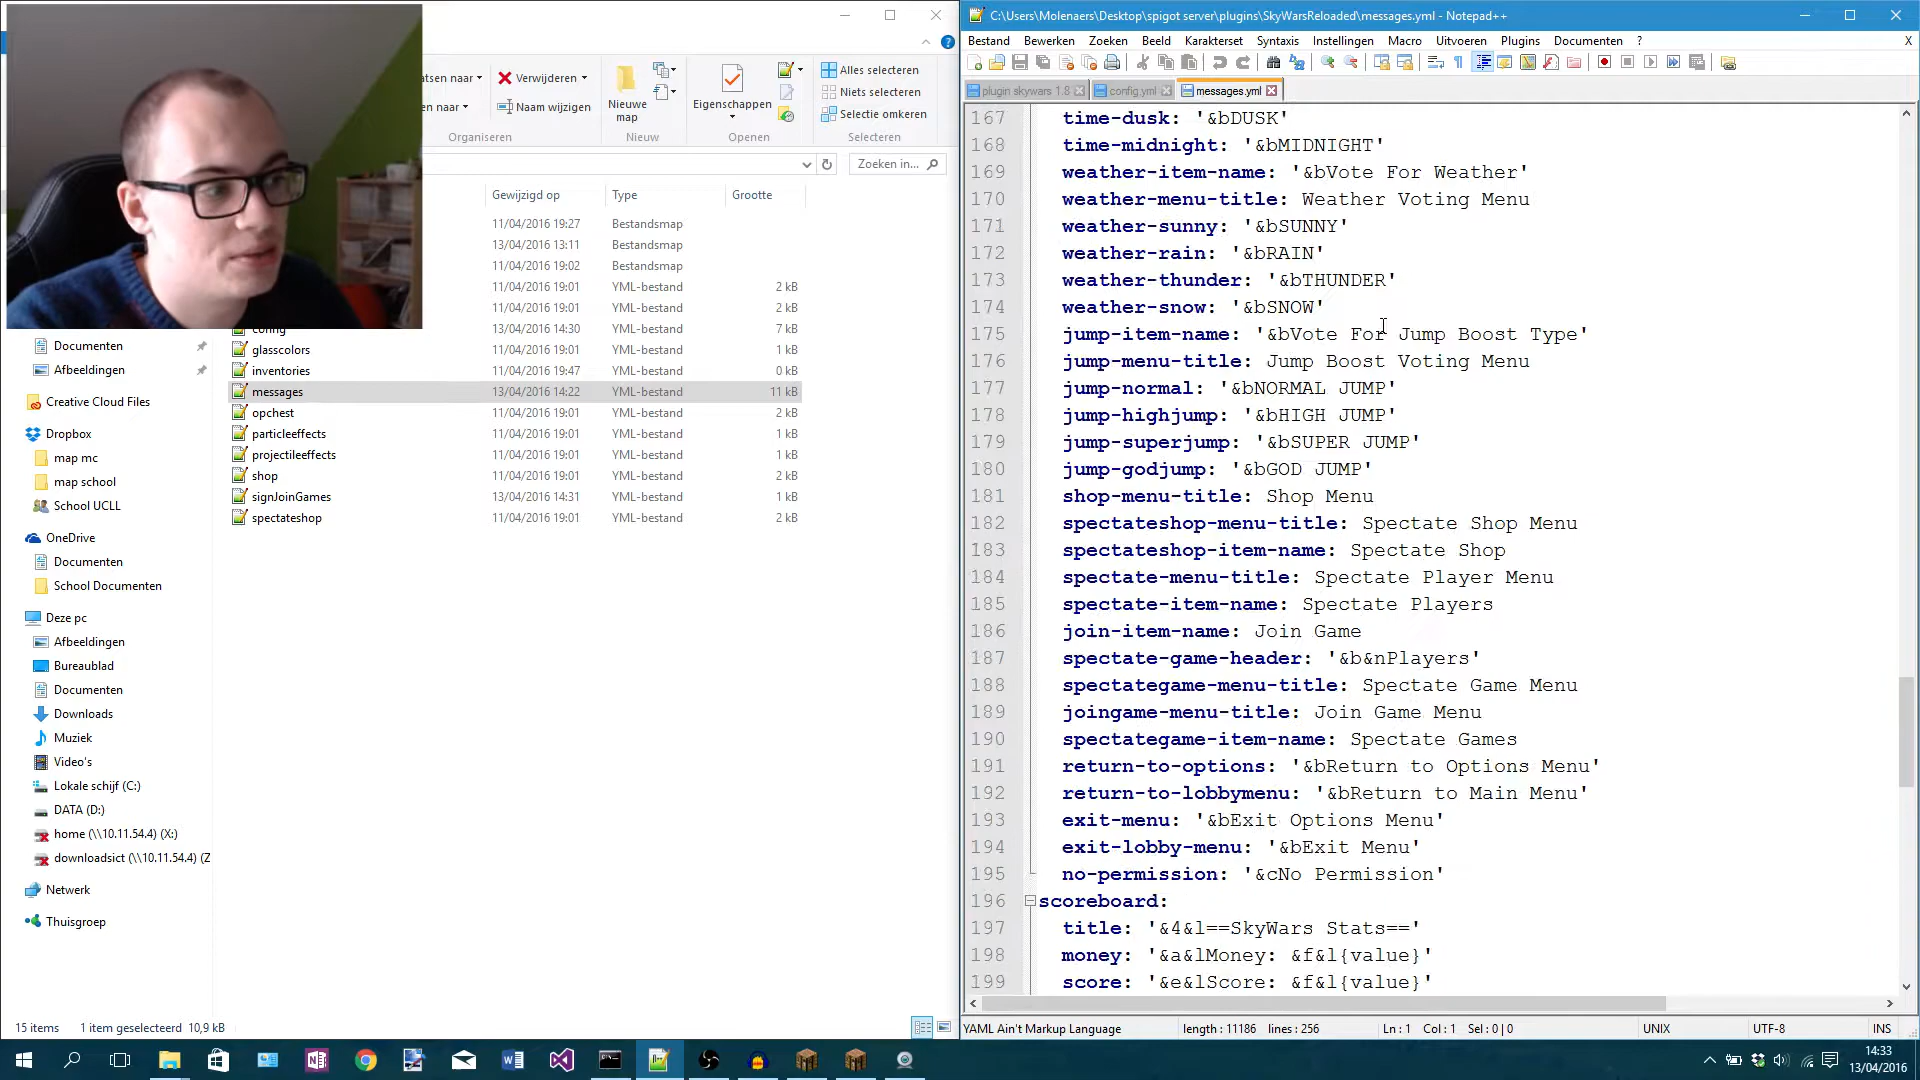 atsen naar
en naar
Verwijderen
Naam wijzigen
Organiseren
Nieuwe
map
Nieuw
Eigenschappen
Openen
Alles selecteren
Niets selecteren
Selectie omkeren
Selecteren
Zoeken in...
Gewijzigd op Type Grootte
11/04/2016 19:27 Bestandsmap
13/04/2016 13:11 Bestandsmap
11/04/2016 19:02 Bestandsmap
11/04/2016 19:01 YML-bestand 2 kB
11/04/2016 19:01 YML-bestand 2 kB
config 13/04/2016 14:30 YML-bestand 7 kB
glasscolors 11/04/2016 19:01 YML-bestand 1 kB
inventories 11/04/2016 19:47 YML-bestand 0 kB
messages 13/04/2016 14:22 YML-bestand 11 kB
opchest 11/04/2016 19:01 YML-bestand 2 kB
particleeffects 11/04/2016 19:01 YML-bestand 1 kB
projectileeffects 11/04/2016 19:01 YML-bestand 1 kB
shop 11/04/2016 19:01 YML-bestand 2 kB
signJoinGames 13/04/2016 14:31 YML-bestand 1 kB
spectateshop 11/04/2016 19:01 YML-bestand 2 kB
Documenten
Afbeeldingen
Creative Cloud Files
Dropbox
map mc
map school
School UCLL
OneDrive
Documenten
School Documenten
Deze pc
Afbeeldingen
Bureaublad
Documenten
Downloads
Muziek
Video's
Lokale schijf (C:)
DATA (D:)
home (\\10.11.54.4) (X:)
downloadsict (\\10.11.54.4) (Z
Netwerk
Thuisgroep
15 items 1 item geselecteerd 10,9 kB
C:\Users\Molenaers\Desktop\spigot server\plugins\SkyWarsReloaded\messages.yml - Notepad++
Bestand Bewerken Zoeken Beeld Karakterset Syntaxis Instellingen Macro Uitvoeren Plugins Documenten ? X
plugin skywars 1.8 config.yml messages.yml
167 time-dusk: '&bDUSK'
168 time-midnight: '&bMIDNIGHT'
169 weather-item-name: '&bVote For Weather'
170 weather-menu-title: Weather Voting Menu
171 weather-sunny: '&bSUNNY'
172 weather-rain: '&bRAIN'
173 weather-thunder: '&bTHUNDER'
174 weather-snow: '&bSNOW'
175 jump-item-name: '&bVote For Jump Boost Type'
176 jump-menu-title: Jump Boost Voting Menu
177 jump-normal: '&bNORMAL JUMP'
178 jump-highjump: '&bHIGH JUMP'
179 jump-superjump: '&bSUPER JUMP'
180 jump-godjump: '&bGOD JUMP'
181 shop-menu-title: Shop Menu
182 spectateshop-menu-title: Spectate Shop Menu
183 spectateshop-item-name: Spectate Shop
184 spectate-menu-title: Spectate Player Menu
185 spectate-item-name: Spectate Players
186 join-item-name: Join Game
187 spectate-game-header: '&b&nPlayers'
188 spectategame-menu-title: Spectate Game Menu
189 joingame-menu-title: Join Game Menu
190 spectategame-item-name: Spectate Games
191 return-to-options: '&bReturn to Options Menu'
192 return-to-lobbymenu: '&bReturn to Main Menu'
193 exit-menu: '&bExit Options Menu'
194 exit-lobby-menu: '&bExit Menu'
195 no-permission: '&cNo Permission'
196 scoreboard:
197 title: '&4&l==SkyWars Stats=='
198 money: '&a&lMoney: &f&l{value}'
199 score: '&e&lScore: &f&l{value}'
YAML Ain't Markup Language length : 11186 lines : 256 Ln : 1 Col : 1 Sel : 0 | 0 UNIX UTF-8 INS
14:33
13/04/2016